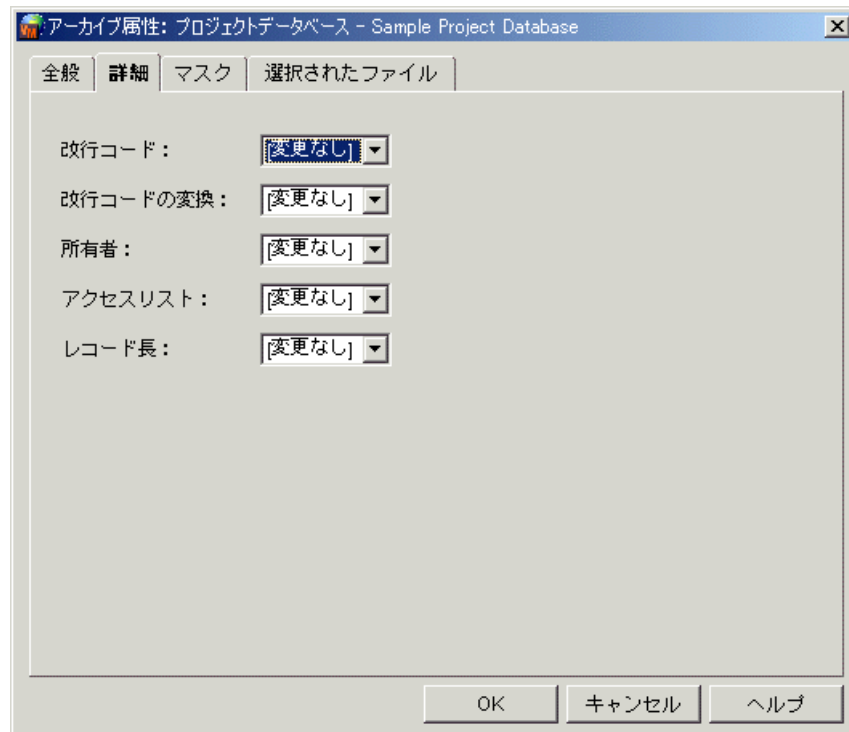 アーカイブ属性: プロジェクトデータベース - Sample Project Database
全般 詳細 マスク 選択されたファイル
改行コード： [変更なし]
改行コードの変換： [変更なし]
所有者： [変更なし]
アクセスリスト： [変更なし]
レコード長： [変更なし]
OK キャンセル ヘルプ